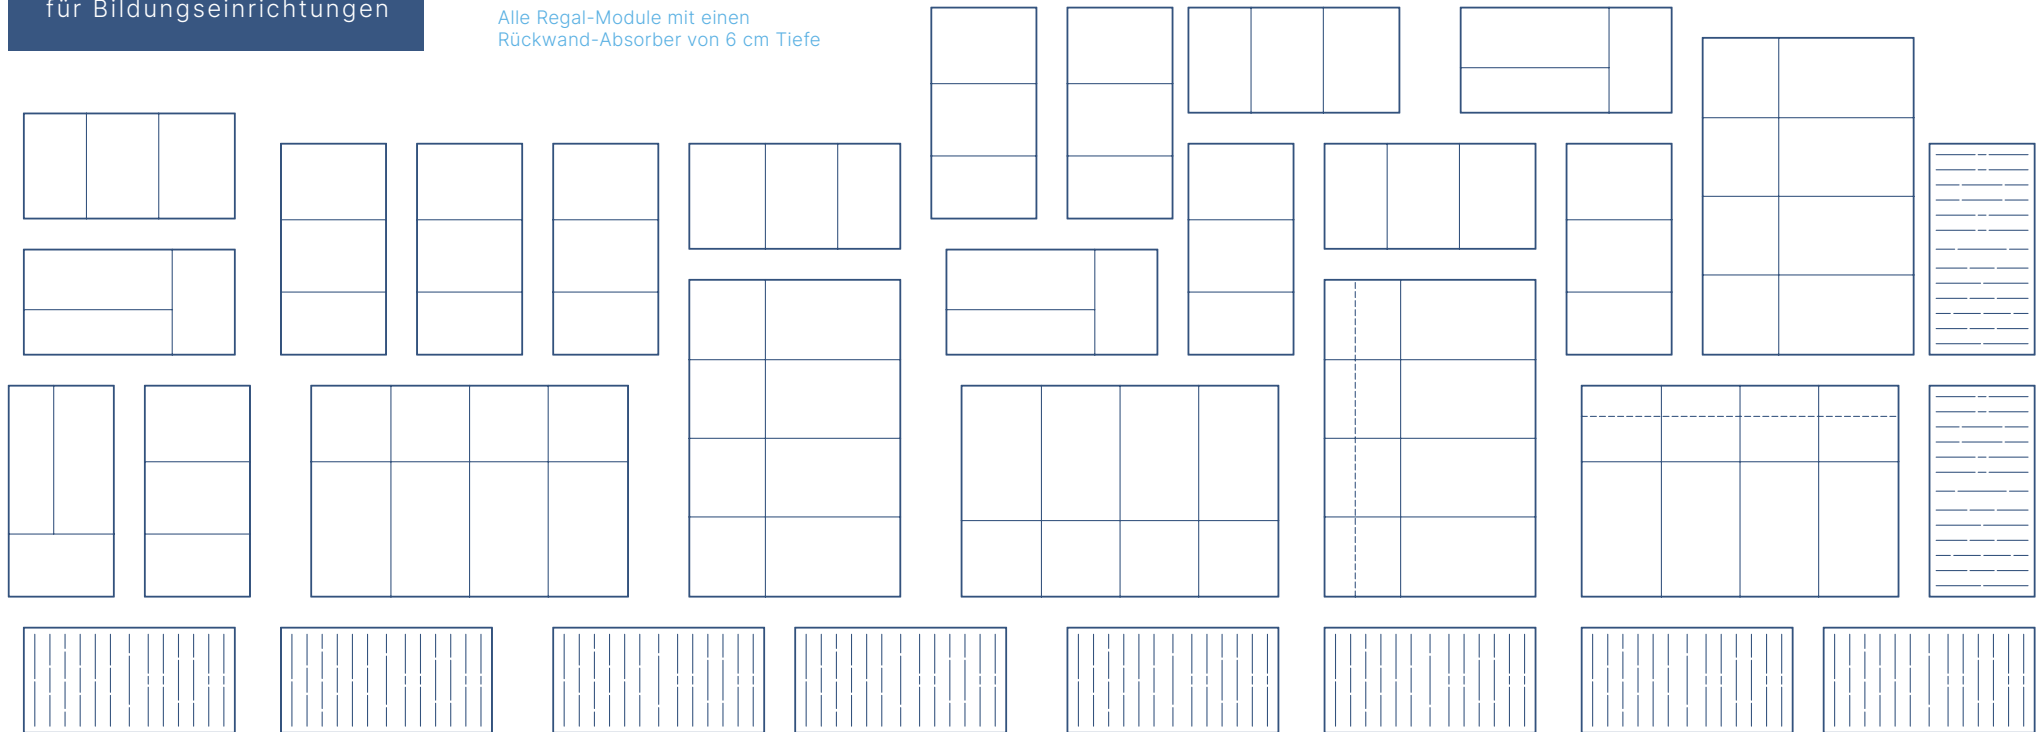 für Bildungseinrichtungen
Alle Regal-Module mit einen
Rückwand-Absorber von 6 cm Tiefe